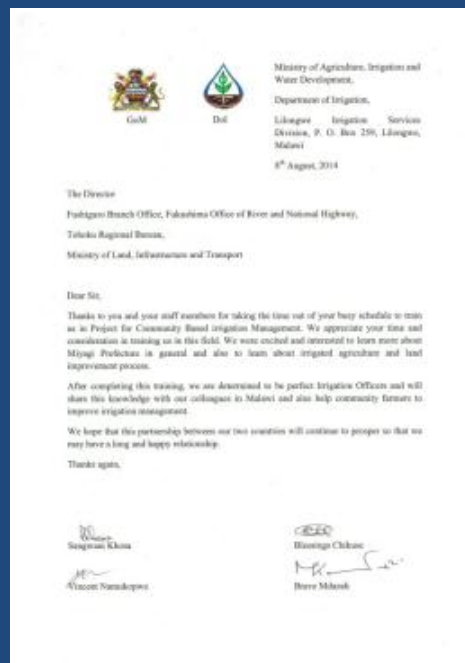 Ministry of Agriculture, Irrigation and
Water Development,
Department of Irrigation,
GoM
DoI
Lilongwe Irrigation Services
Division, P. O. Box 259, Lilongwe,
Malawi
8th August, 2014
The Director
Fushiguro Branch Office, Fukushima Office of River and National Highway,
Tohoku Regional Bureau,
Ministry of Land, Infrastructure and Transport
Dear Sir,
Thanks to you and your staff members for taking the time out of your busy schedule to train
us in Project for Community Based irrigation Management. We appreciate your time and
consideration in training us in this field. We were excited and interested to learn more about
Miyagi Prefecture in general and also to learn about irrigated agriculture and land
improvement process.
After completing this training, we are determined to be perfect Irrigation Officers and will
share this knowledge with our colleagues in Malawi and also help community farmers to
improve irrigation management.
We hope that this partnership between our two countries will continue to prosper so that we
may have a long and happy relationship.
Thanks again,
Sangwani Khosa
Blessings Chikuse
Vincent Namakopwe
Bravo Mdazuk